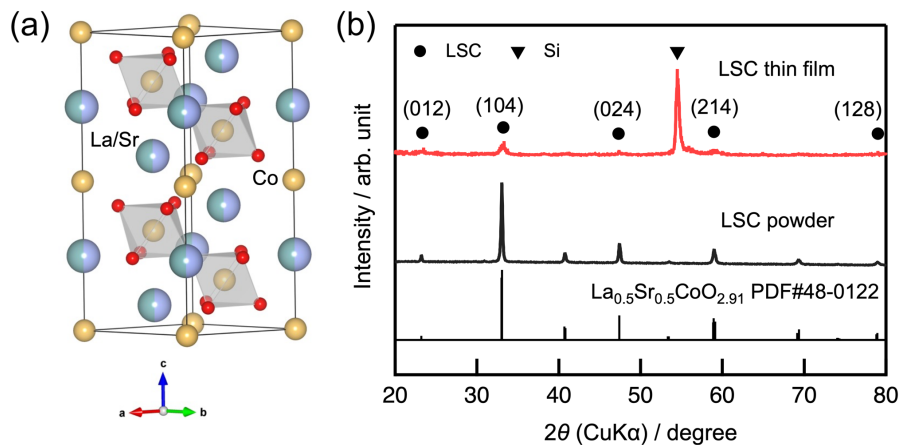 (a)
La/Sr
Co
c
a
b
(b)
Intensity / arb. unit
● LSC ▼ Si
LSC thin film
(012)
(104)
(024)
(214)
(128)
LSC powder
La₀.₅Sr₀.₅CoO₂.₉₁ PDF#48-0122
20 30 40 50 60 70 80
2θ (CuKα) / degree